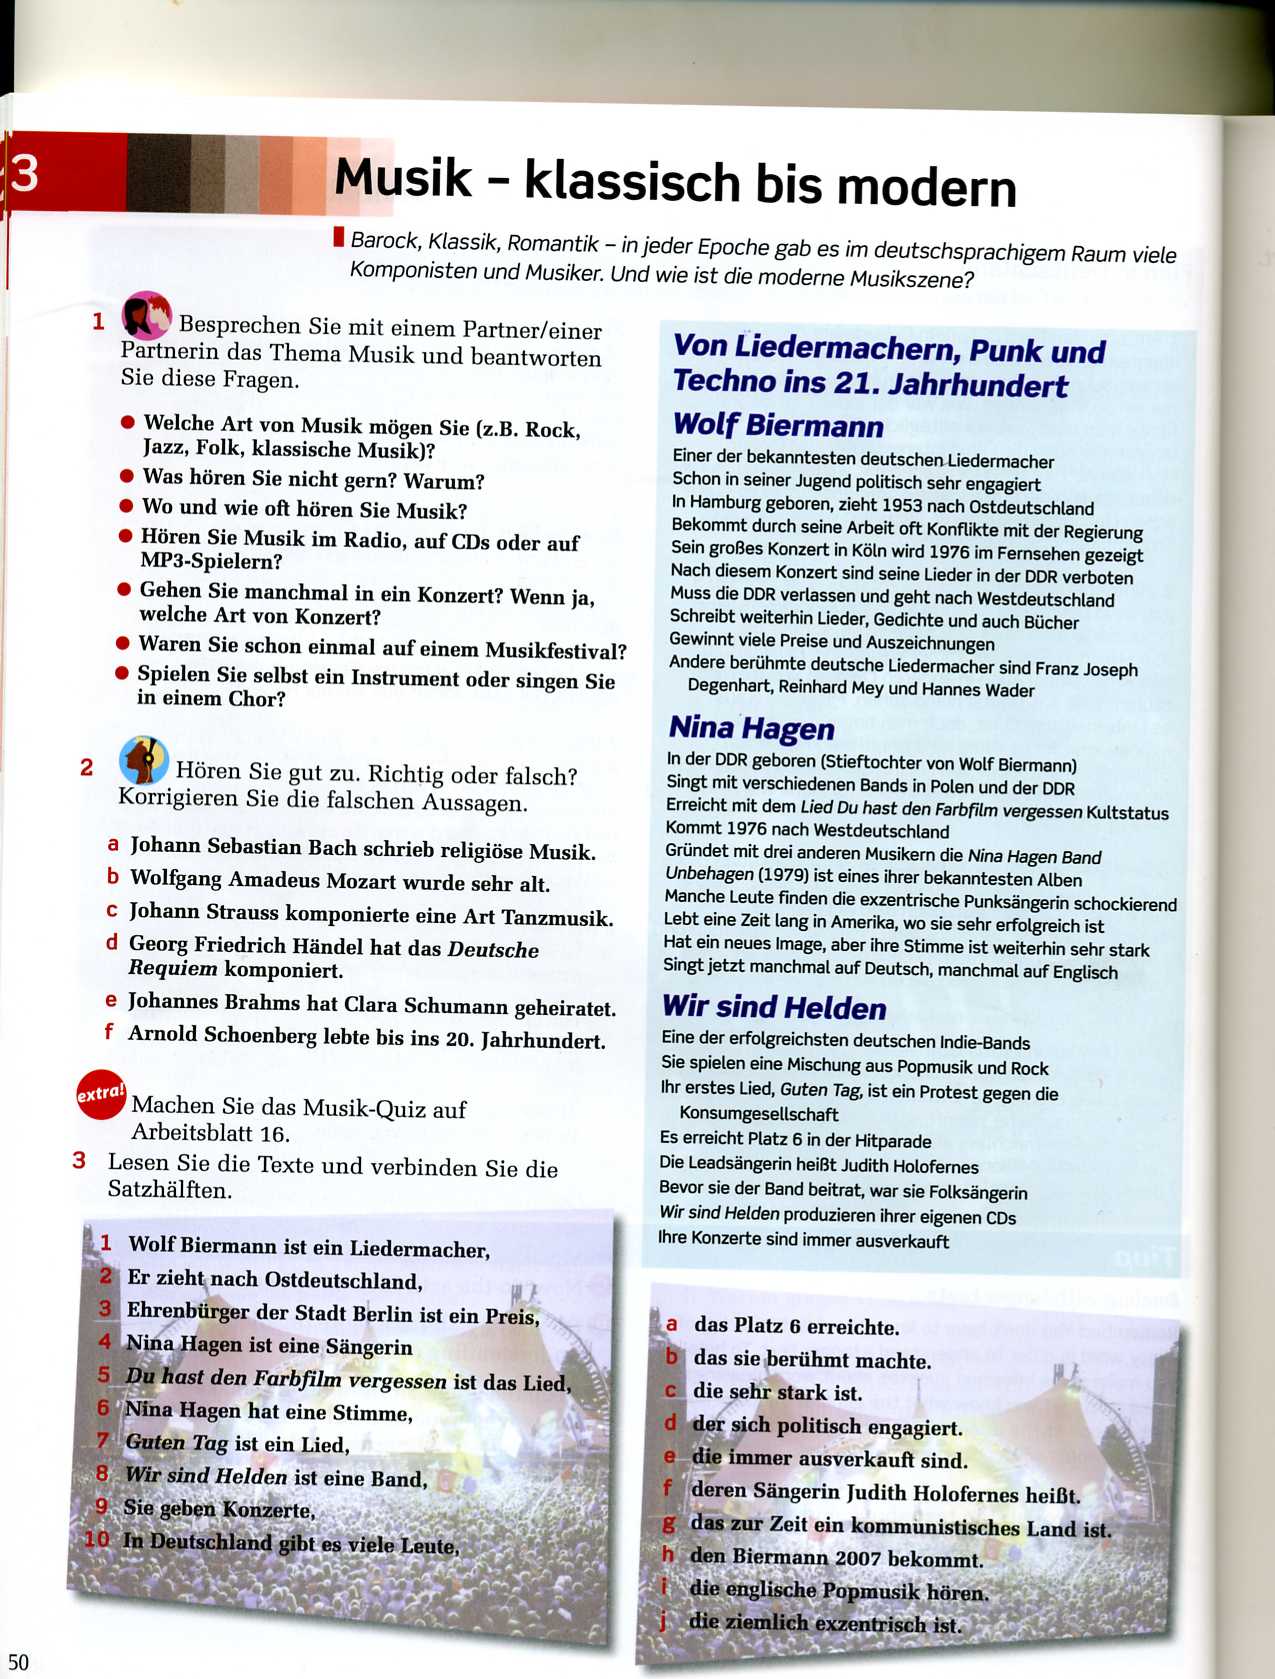 3
Musik – klassisch bis modern
Barock, Klassik, Romantik – in jeder Epoche gab es im deutschsprachigem Raum viele
Komponisten und Musiker. Und wie ist die moderne Musikszene?
1 Besprechen Sie mit einem Partner/einer
Partnerin das Thema Musik und beantworten
Sie diese Fragen.
● Welche Art von Musik mögen Sie (z.B. Rock,
Jazz, Folk, klassische Musik)?
● Was hören Sie nicht gern? Warum?
● Wo und wie oft hören Sie Musik?
● Hören Sie Musik im Radio, auf CDs oder auf
MP3-Spielern?
● Gehen Sie manchmal in ein Konzert? Wenn ja,
welche Art von Konzert?
● Waren Sie schon einmal auf einem Musikfestival?
● Spielen Sie selbst ein Instrument oder singen Sie
in einem Chor?
2 Hören Sie gut zu. Richtig oder falsch?
Korrigieren Sie die falschen Aussagen.
a Johann Sebastian Bach schrieb religiöse Musik.
b Wolfgang Amadeus Mozart wurde sehr alt.
c Johann Strauss komponierte eine Art Tanzmusik.
d Georg Friedrich Händel hat das Deutsche
Requiem komponiert.
e Johannes Brahms hat Clara Schumann geheiratet.
f Arnold Schoenberg lebte bis ins 20. Jahrhundert.
extra! Machen Sie das Musik-Quiz auf
Arbeitsblatt 16.
3 Lesen Sie die Texte und verbinden Sie die
Satzhälften.
1 Wolf Biermann ist ein Liedermacher,
2 Er zieht nach Ostdeutschland,
3 Ehrenbürger der Stadt Berlin ist ein Preis,
4 Nina Hagen ist eine Sängerin
5 Du hast den Farbfilm vergessen ist das Lied,
6 Nina Hagen hat eine Stimme,
7 Guten Tag ist ein Lied,
8 Wir sind Helden ist eine Band,
9 Sie geben Konzerte,
10 In Deutschland gibt es viele Leute,
Von Liedermachern, Punk und
Techno ins 21. Jahrhundert
Wolf Biermann
Einer der bekanntesten deutschen Liedermacher
Schon in seiner Jugend politisch sehr engagiert
In Hamburg geboren, zieht 1953 nach Ostdeutschland
Bekommt durch seine Arbeit oft Konflikte mit der Regierung
Sein großes Konzert in Köln wird 1976 im Fernsehen gezeigt
Nach diesem Konzert sind seine Lieder in der DDR verboten
Muss die DDR verlassen und geht nach Westdeutschland
Schreibt weiterhin Lieder, Gedichte und auch Bücher
Gewinnt viele Preise und Auszeichnungen
Andere berühmte deutsche Liedermacher sind Franz Joseph
Degenhart, Reinhard Mey und Hannes Wader
Nina Hagen
In der DDR geboren (Stieftochter von Wolf Biermann)
Singt mit verschiedenen Bands in Polen und der DDR
Erreicht mit dem Lied Du hast den Farbfilm vergessen Kultstatus
Kommt 1976 nach Westdeutschland
Gründet mit drei anderen Musikern die Nina Hagen Band
Unbehagen (1979) ist eines ihrer bekanntesten Alben
Manche Leute finden die exzentrische Punksängerin schockierend
Lebt eine Zeit lang in Amerika, wo sie sehr erfolgreich ist
Hat ein neues Image, aber ihre Stimme ist weiterhin sehr stark
Singt jetzt manchmal auf Deutsch, manchmal auf Englisch
Wir sind Helden
Eine der erfolgreichsten deutschen Indie-Bands
Sie spielen eine Mischung aus Popmusik und Rock
Ihr erstes Lied, Guten Tag, ist ein Protest gegen die
Konsumgesellschaft
Es erreicht Platz 6 in der Hitparade
Die Leadsängerin heißt Judith Holofernes
Bevor sie der Band beitrat, war sie Folksängerin
Wir sind Helden produzieren ihrer eigenen CDs
Ihre Konzerte sind immer ausverkauft
a das Platz 6 erreichte.
b das sie berühmt machte.
c die sehr stark ist.
d der sich politisch engagiert.
e die immer ausverkauft sind.
f deren Sängerin Judith Holofernes heißt.
g das zur Zeit ein kommunistisches Land ist.
h den Biermann 2007 bekommt.
i die englische Popmusik hören.
j die ziemlich exzentrisch ist.
50